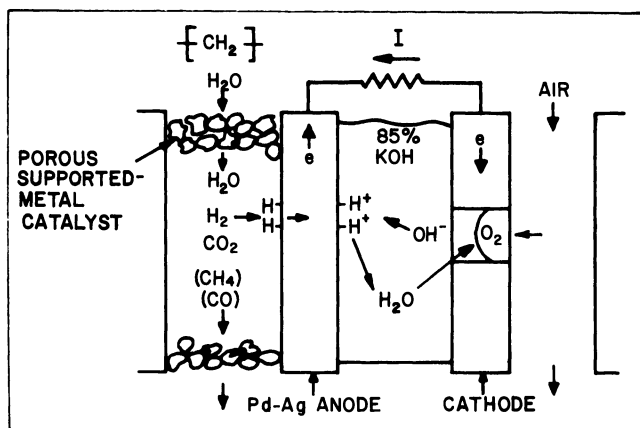 -[CH2]-
H2O
I
AIR
85%
KOH
e
e
POROUS
SUPPORTED-
METAL
CATALYST
H2O
H2
CO2
(CH4)
(CO)
H-
H
H+
H+
OH-
O2
H2O
Pd-Ag ANODE
CATHODE